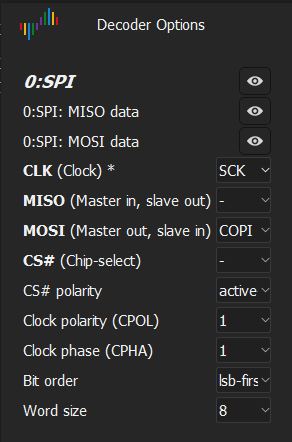 Decoder Options
0:SPI
0:SPI: MISO data
0:SPI: MOSI data
CLK (Clock) * SCK
MISO (Master in, slave out) -
MOSI (Master out, slave in) COPI
CS# (Chip-select) -
CS# polarity active
Clock polarity (CPOL) 1
Clock phase (CPHA) 1
Bit order lsb-firs
Word size 8